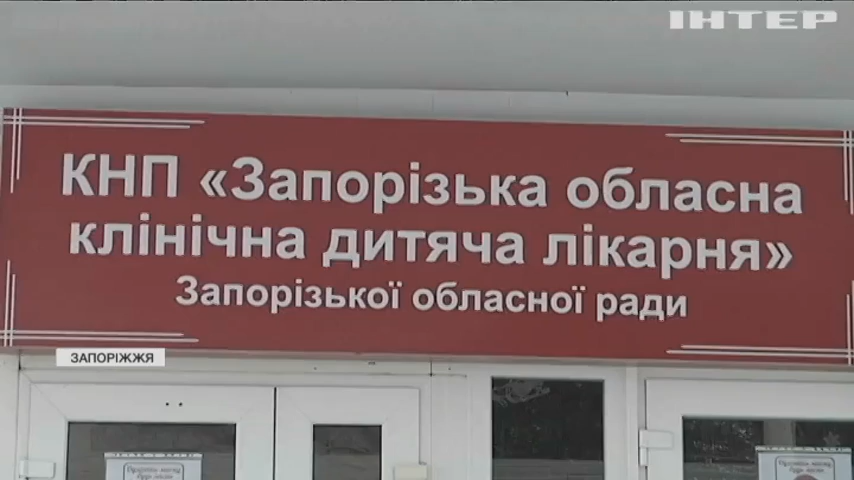 ІНТЕР
КНП «Запорізька обласна
клінічна дитяча лікарня»
Запорізької обласної ради
ЗАПОРІЖЖЯ